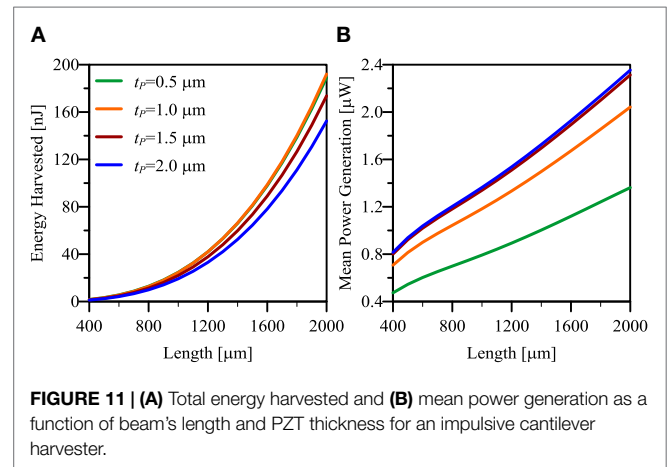 A
B
200
160
120
80
40
0
Energy Harvested [nJ]
tP=0.5 µm
tP=1.0 µm
tP=1.5 µm
tP=2.0 µm
400 800 1200 1600 2000
Length [µm]
2.4
2.0
1.6
1.2
0.8
0.4
Mean Power Generation [µW]
400 800 1200 1600 2000
Length [µm]
FIGURE 11 | (A) Total energy harvested and (B) mean power generation as a
function of beam's length and PZT thickness for an impulsive cantilever
harvester.